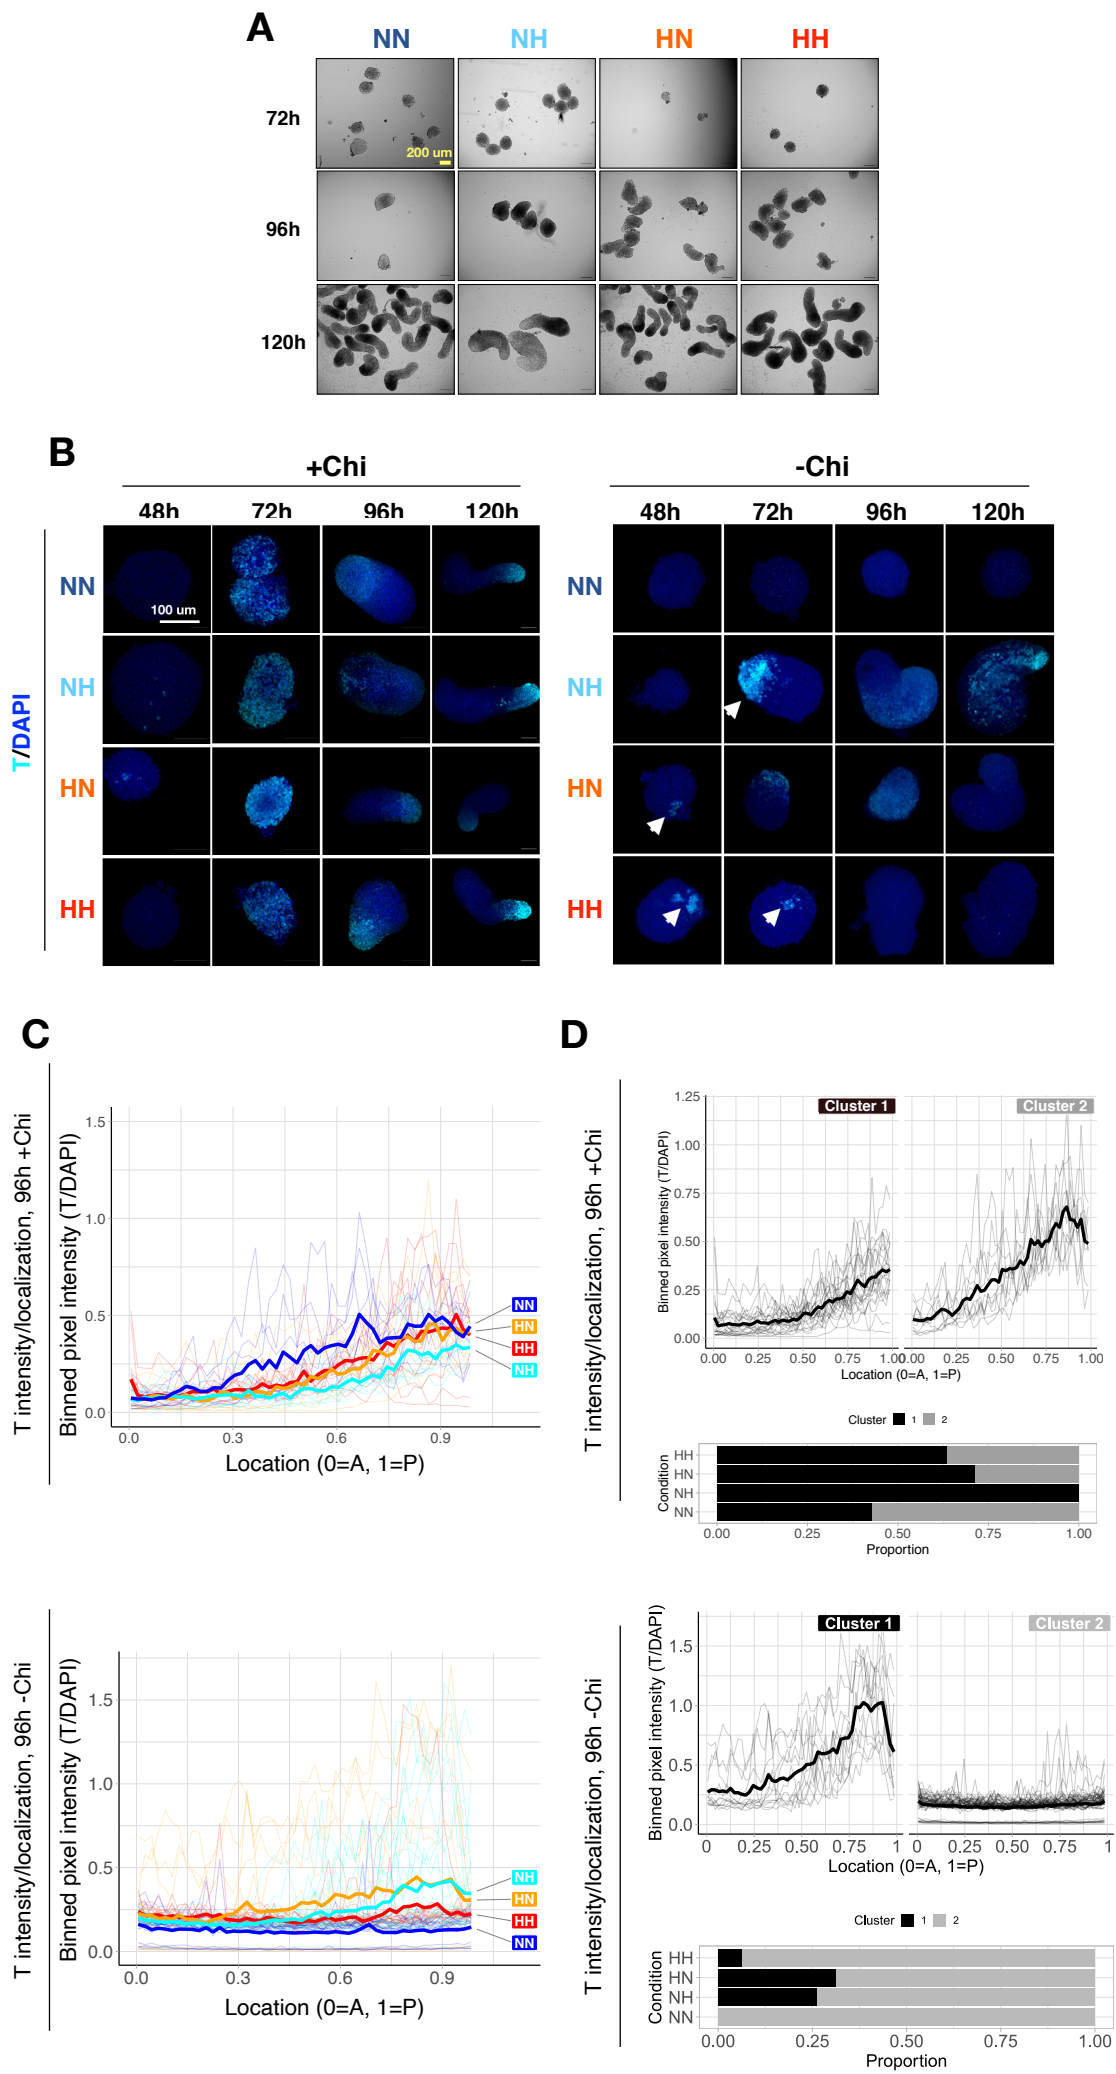 A
NN NH HN HH
72h
200 um
96h
120h
B
+Chi -Chi
48h 72h 96h 120h 48h 72h 96h 120h
T/DAPI
NN
100 um
NN
NH
NH
HN
HN
HH
HH
C
T intensity/localization, 96h +Chi
Binned pixel intensity (T/DAPI)
1.5
1.0
0.5
0.0
NN
HN
HH
NH
0.0 0.3 0.6 0.9
Location (0=A, 1=P)
D
T intensity/localization, 96h +Chi
Binned pixel intensity (T/DAPI)
Cluster 1 Cluster 2
1.25
1.00
0.75
0.50
0.25
0.00
0.00 0.25 0.50 0.75 1.00 0.00 0.25 0.50 0.75 1.00
Location (0=A, 1=P)
Cluster 1 2
Condition
HH
HN
NH
NN
0.00 0.25 0.50 0.75 1.00
Proportion
T intensity/localization, 96h -Chi
Binned pixel intensity (T/DAPI)
1.5
1.0
0.5
0.0
NH
HN
HH
NN
0.0 0.3 0.6 0.9
Location (0=A, 1=P)
T intensity/localization, 96h -Chi
Binned pixel intensity (T/DAPI)
Cluster 1 Cluster 2
1.5
1.0
0.5
0.0
0 0.25 0.50 0.75 1 0 0.25 0.50 0.75 1
Location (0=A, 1=P)
Cluster 1 2
Condition
HH
HN
NH
NN
0.00 0.25 0.50 0.75 1.00
Proportion